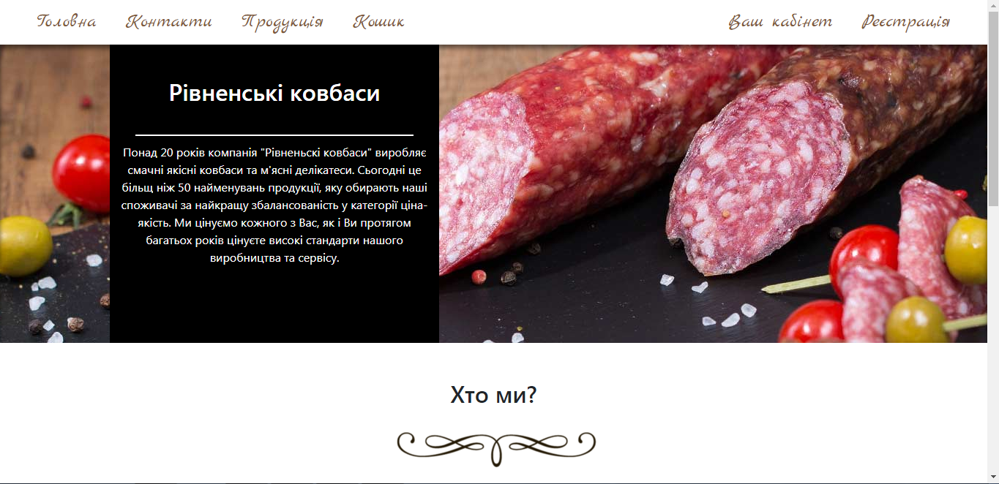 Головна Контакти Продукція Кошик Ваш кабінет Реєстрація
Рівненські ковбаси
Понад 20 років компанія "Рівненьскі ковбаси" виробляє
смачні якісні ковбаси та м'ясні делікатеси. Сьогодні це
більщ ніж 50 найменувань продукції, яку обирають наші
споживачі за найкращу збалансованість у категорії ціна-
якість. Ми цінуємо кожного з Вас, як і Ви протягом
багатьох років цінуєте високі стандарти нашого
виробництва та сервісу.
Хто ми?